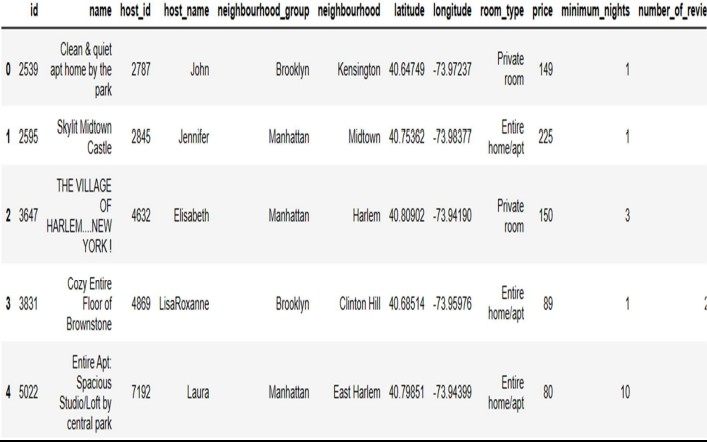 id name host_id host_name neighbourhood_group neighbourhood latitude longitude room_type price minimum_nights number_of_revie
Clean & quiet
0 2539 apt home by the 2787 John Brooklyn Kensington 40.64749 -73.97237 Private room 149 1
park
1 2595 Skylit Midtown 2845 Jennifer Manhattan Midtown 40.75362 -73.98377 Entire home/apt 225 1
Castle
THE VILLAGE
OF
2 3647 HARLEM....NEW 4632 Elisabeth Manhattan Harlem 40.80902 -73.94190 Private room 150 3
YORK !
Cozy Entire
3 3831 Floor of 4869 LisaRoxanne Brooklyn Clinton Hill 40.68514 -73.95976 Entire home/apt 89 1
Brownstone
Entire Apt:
Spacious
4 5022 Studio/Loft by 7192 Laura Manhattan East Harlem 40.79851 -73.94399 Entire home/apt 80 10
central park